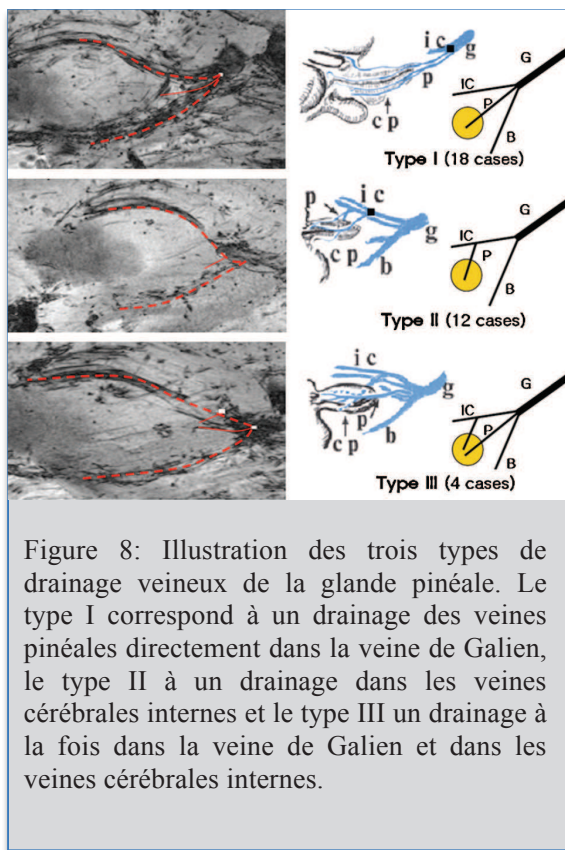 i c
g
p
c p
G
IC
P
B
Type I (18 cases)
p
i c
g
c p
b
G
IC
P
B
Type II (12 cases)
i c
g
p
c p
b
G
IC
P
B
Type III (4 cases)
Figure 8: Illustration des trois types de
drainage veineux de la glande pinéale. Le
type I correspond à un drainage des veines
pinéales directement dans la veine de Galien,
le type II à un drainage dans les veines
cérébrales internes et le type III un drainage à
la fois dans la veine de Galien et dans les
veines cérébrales internes.